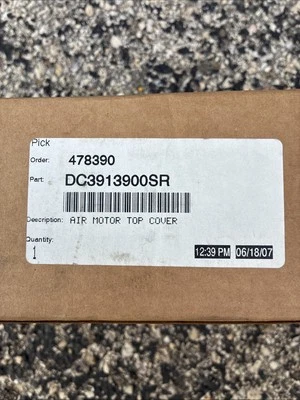 Pick
Order: 478390
Part: DC3913900SR
Description: AIR MOTOR TOP COVER
Quantity:
1
12:39 PM 06/18/07